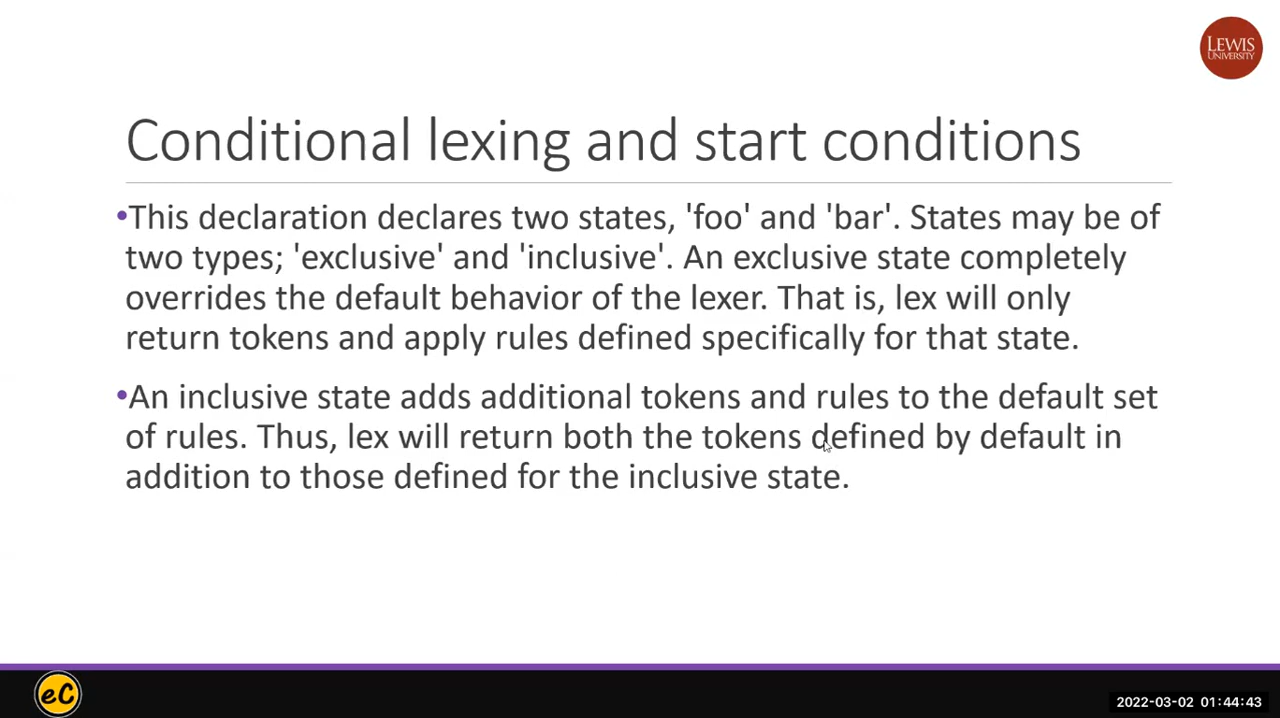 LEWIS
UNIVERSITY
Conditional lexing and start conditions
•This declaration declares two states, 'foo' and 'bar'. States may be of
two types; 'exclusive' and 'inclusive'. An exclusive state completely
overrides the default behavior of the lexer. That is, lex will only
return tokens and apply rules defined specifically for that state.
•An inclusive state adds additional tokens and rules to the default set
of rules. Thus, lex will return both the tokens defined by default in
addition to those defined for the inclusive state.
eC
2022-03-02 01:44:43